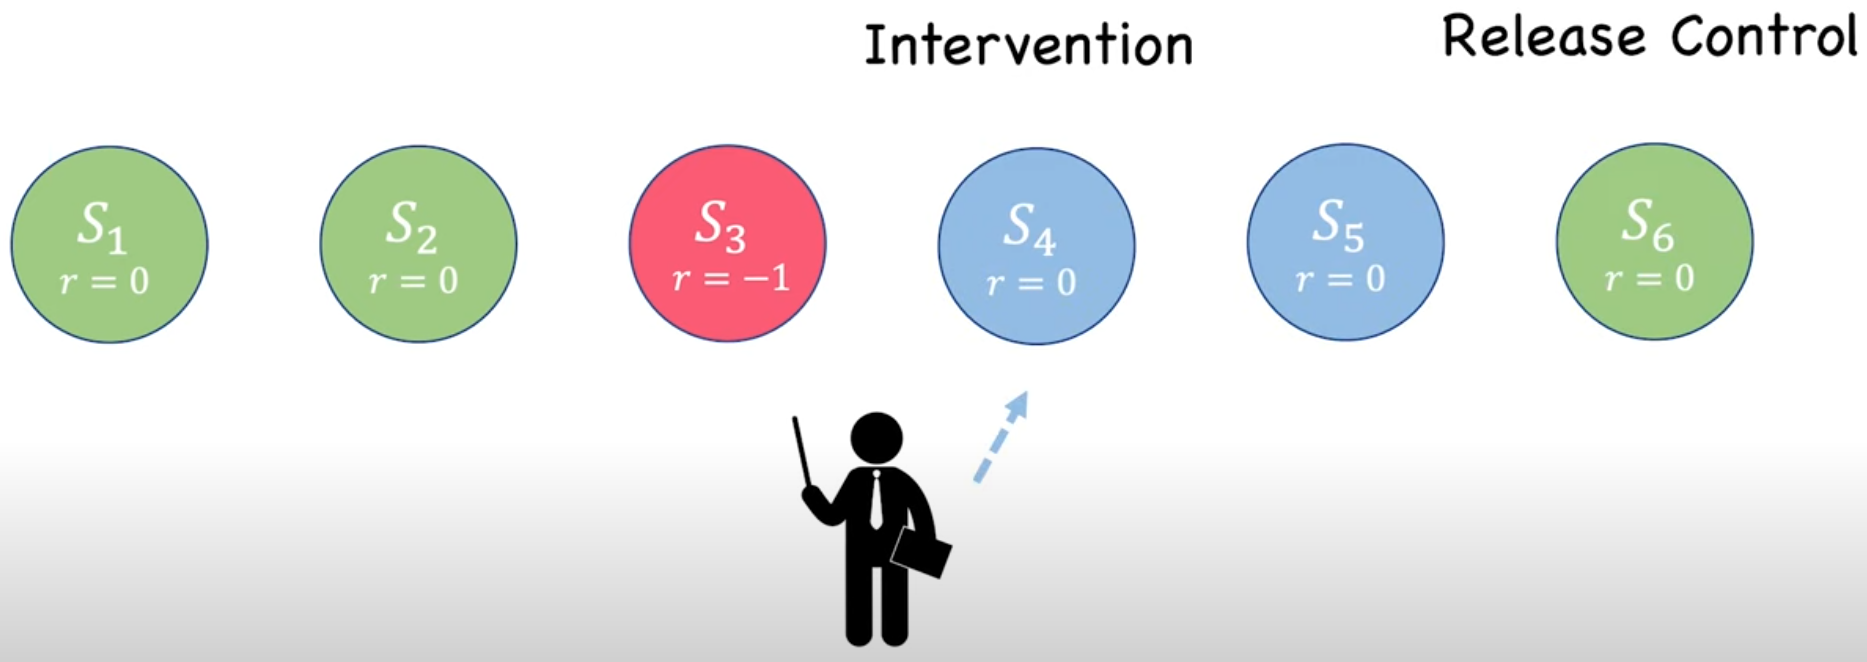 Intervention
Release Control
S₁
r = 0
S₂
r = 0
S₃
r = −1
S₄
r = 0
S₅
r = 0
S₆
r = 0